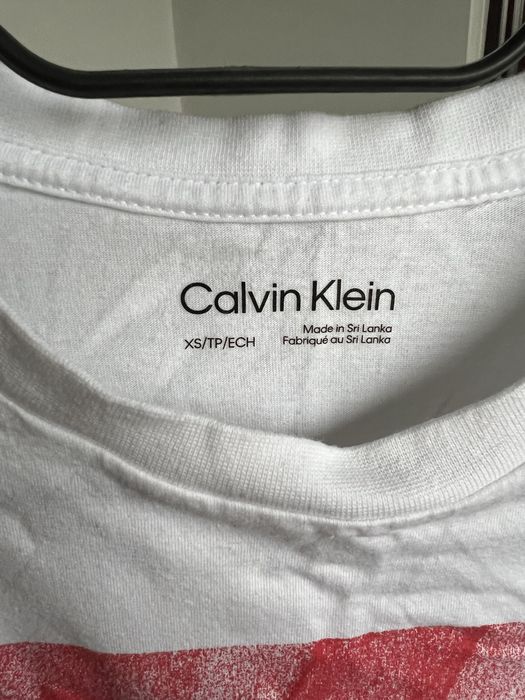 Calvin Klein
Made in Sri Lanka
XS/TP/ECH Fabriqué au Sri Lanka